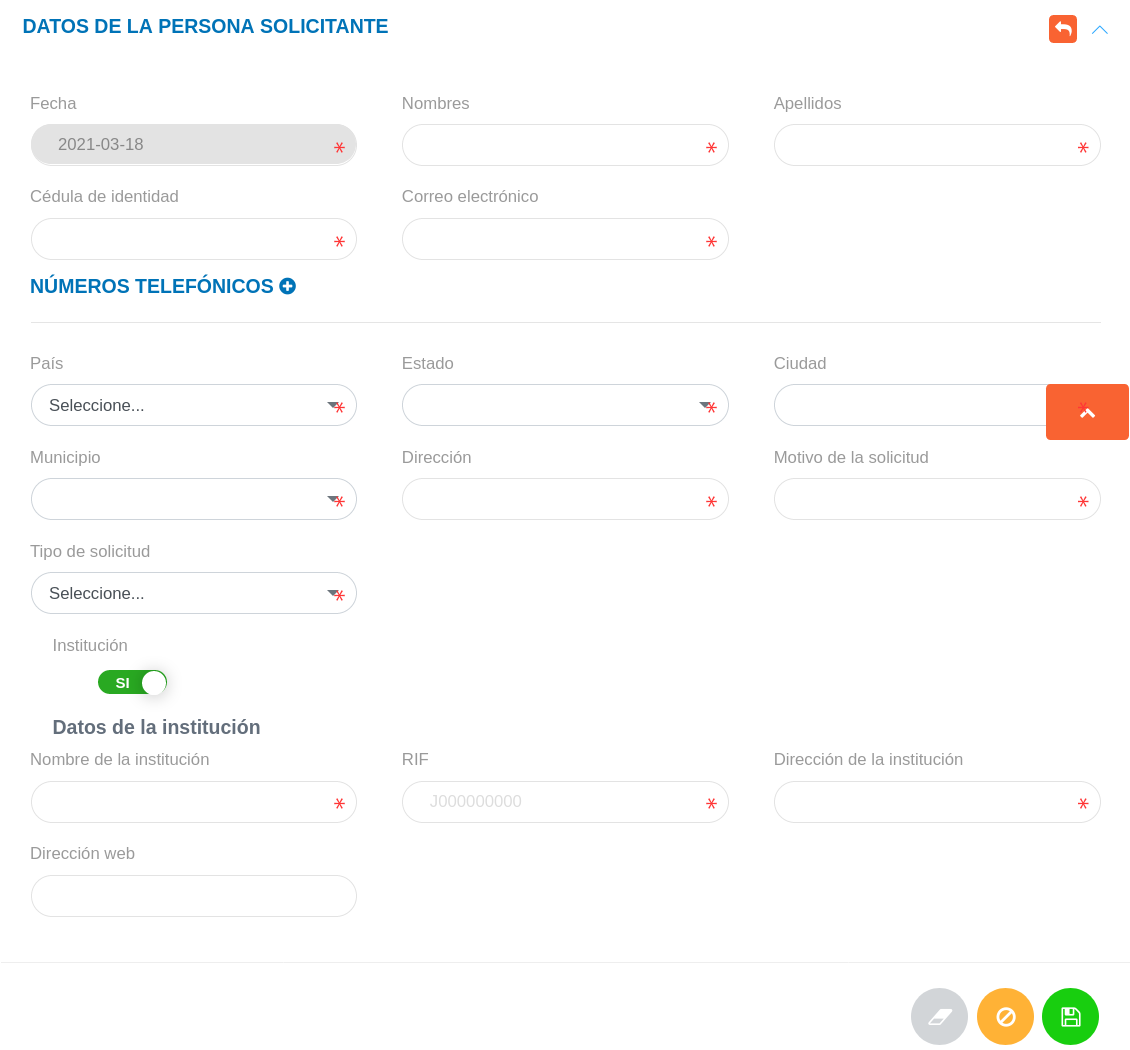 DATOS DE LA PERSONA SOLICITANTE
Fecha
Nombres
Apellidos
2021-03-18
Cédula de identidad
Correo electrónico
NÚMEROS TELEFÓNICOS
País
Estado
Ciudad
Seleccione...
Municipio
Dirección
Motivo de la solicitud
Tipo de solicitud
Seleccione...
Institución
SI
Datos de la institución
Nombre de la institución
RIF
Dirección de la institución
J000000000
Dirección web